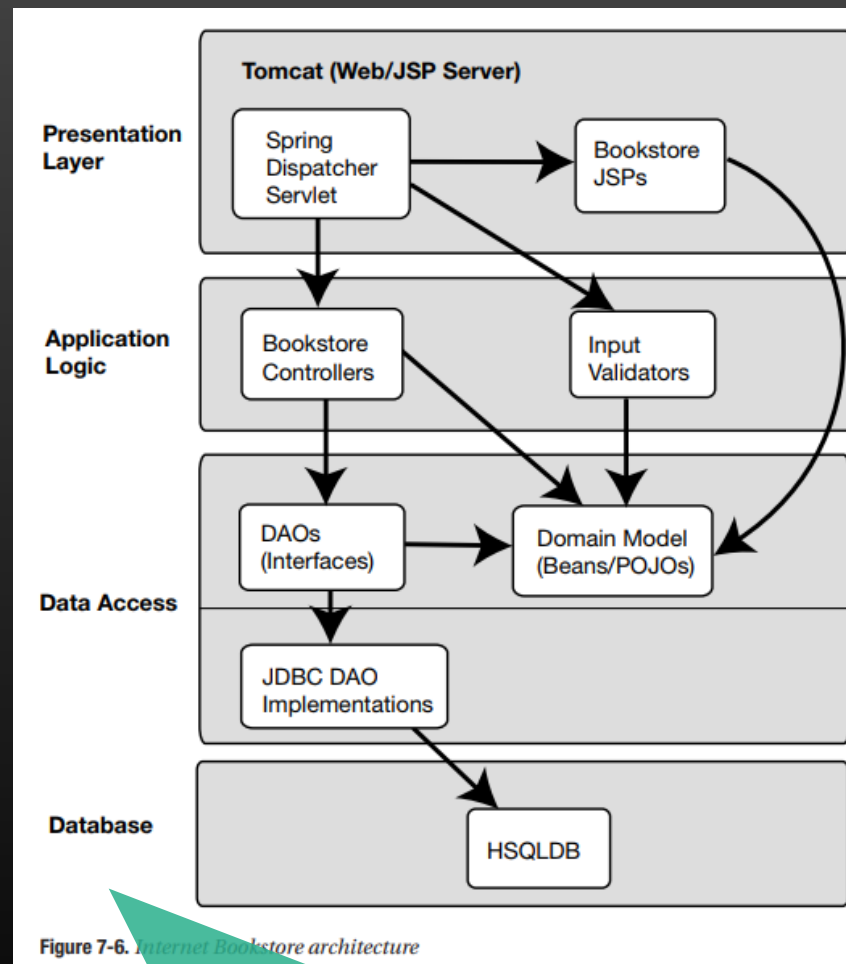 Tomcat (Web/JSP Server)
Presentation
Layer
Spring
Dispatcher
Servlet
Bookstore
JSPs
Application
Logic
Bookstore
Controllers
Input
Validators
Data Access
DAOs
(Interfaces)
Domain Model
(Beans/POJOs)
JDBC DAO
Implementations
Database
HSQLDB
Figure 7-6. Internet Bookstore architecture